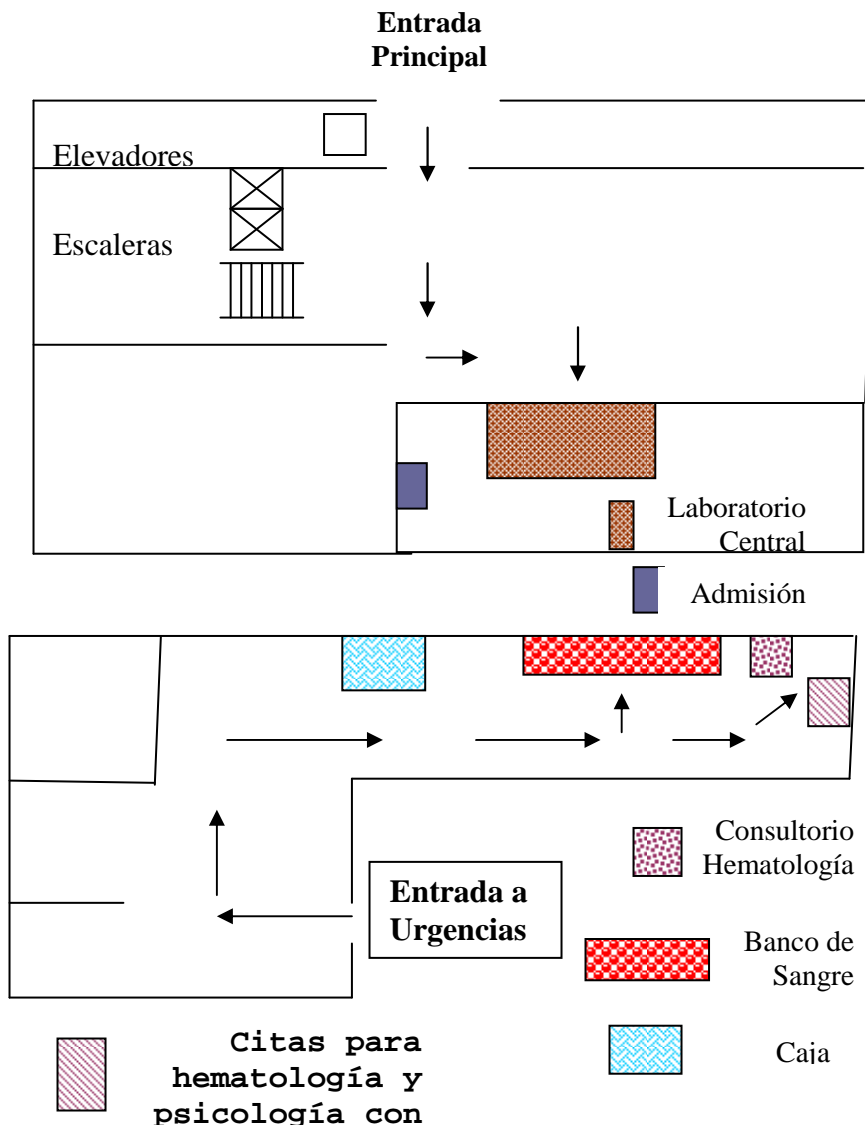 Entrada
Principal
Elevadores
Escaleras
Laboratorio
Central
Admisión
Consultorio
Hematología
Entrada a
Urgencias
Banco de
Sangre
Citas para
hematología y
psicología con
Caja